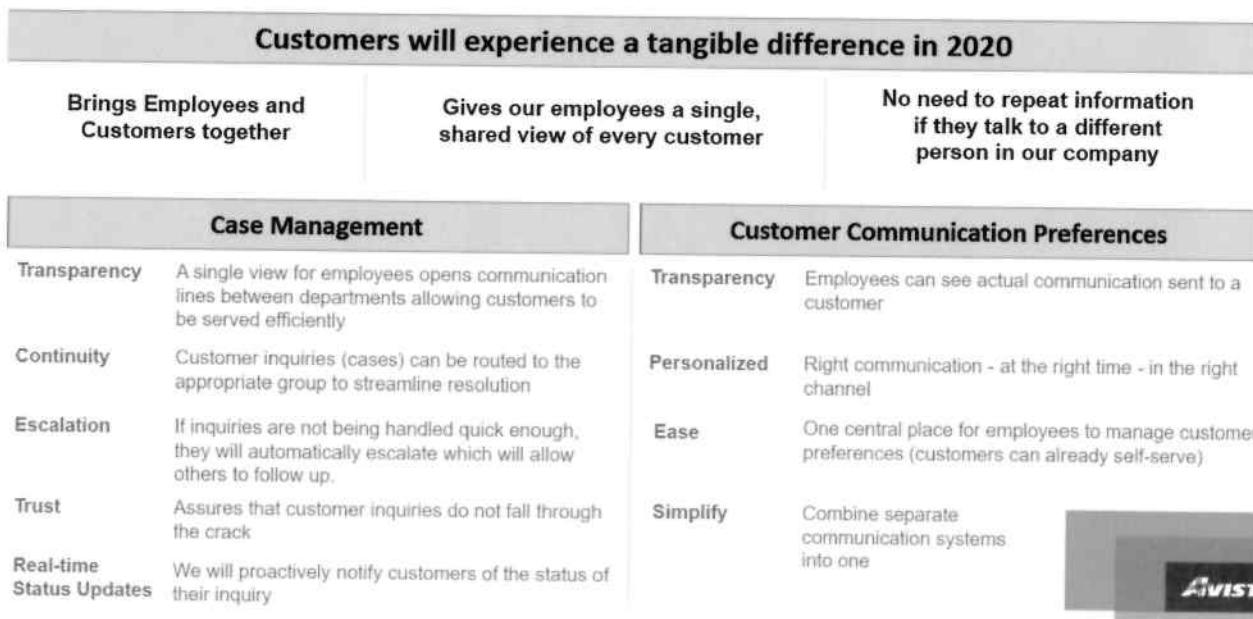 Customers will experience a tangible difference in 2020
Brings Employees and
Customers together
Gives our employees a single,
shared view of every customer
No need to repeat information
if they talk to a different
person in our company
Case Management
Transparency
A single view for employees opens communication
lines between departments allowing customers to
be served efficiently
Continuity
Customer inquiries (cases) can be routed to the
appropriate group to streamline resolution
Escalation
If inquiries are not being handled quick enough,
they will automatically escalate which will allow
others to follow up.
Trust
Assures that customer inquiries do not fall through
the crack
Real-time
Status Updates
We will proactively notify customers of the status of
their inquiry
Customer Communication Preferences
Transparency
Employees can see actual communication sent to a
customer
Personalized
Right communication - at the right time - in the right
channel
Ease
One central place for employees to manage customer
preferences (customers can already self-serve)
Simplify
Combine separate
communication systems
into one
AVIST